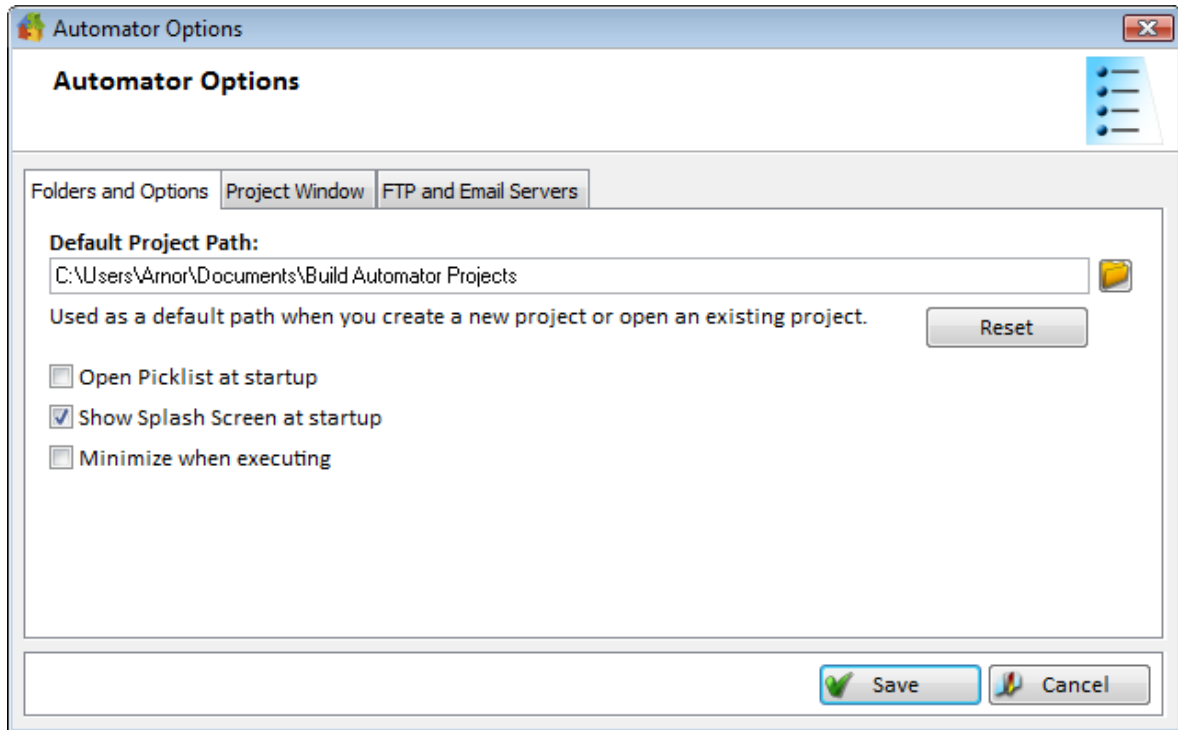 Automator Options
Automator Options
Folders and Options Project Window FTP and Email Servers
Default Project Path:
C:\Users\Arnor\Documents\Build Automator Projects
Used as a default path when you create a new project or open an existing project.
Reset
Open Picklist at startup
Show Splash Screen at startup
Minimize when executing
Save Cancel